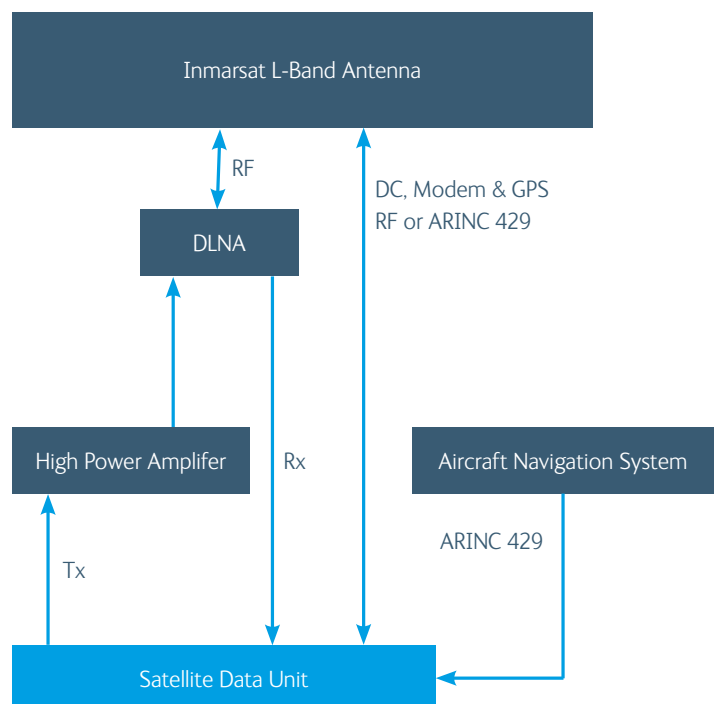 Inmarsat L-Band Antenna
RF
DC, Modem & GPS
RF or ARINC 429
DLNA
High Power Amplifer
Rx
Aircraft Navigation System
ARINC 429
Tx
Satellite Data Unit